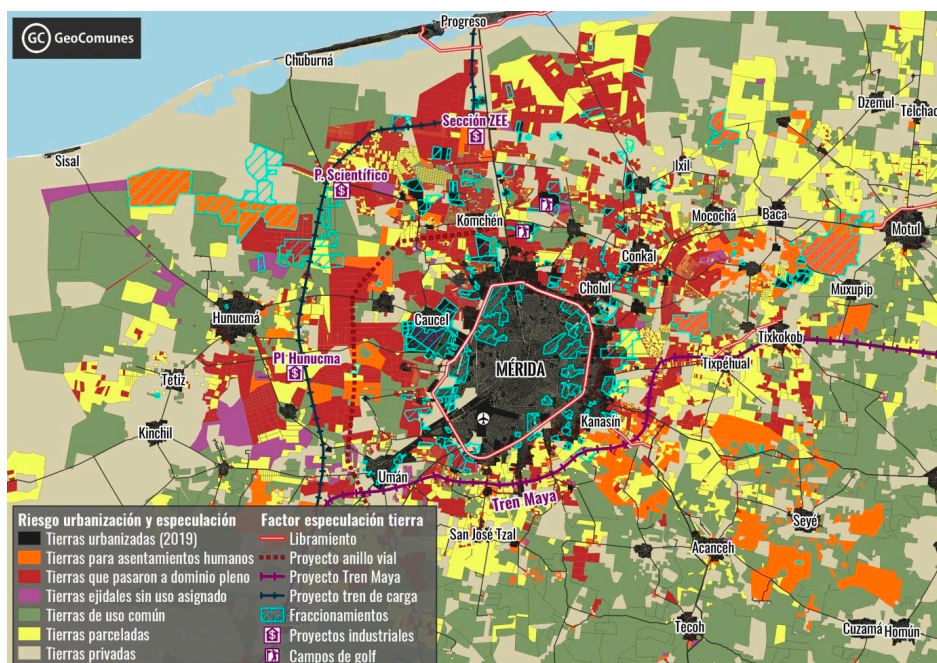 GC GeoComunes
Progreso
Chuburná
Dzemul
Telchac
Sección ZEE
Sisal
Ixil
P. Scientífico
Mocochá
Baca
Komchén
Motul
Conkal
Cholul
Muxupip
Hunucmá
Caucel
Tixkokob
PI Hunucma
Tixpéhual
MÉRIDA
Tetiz
Kanasín
Kinchil
Umán
Tren Maya
Seyé
San José Tzal
Acanceh
Tecoh
Cuzamá
Homún
Riesgo urbanización y especulación
Tierras urbanizadas (2019)
Tierras para asentamientos humanos
Tierras que pasaron a dominio pleno
Tierras ejidales sin uso asignado
Tierras de uso común
Tierras parceladas
Tierras privadas
Factor especulación tierra
Libramiento
Proyecto anillo vial
Proyecto Tren Maya
Proyecto tren de carga
Fraccionamientos
Proyectos industriales
Campos de golf